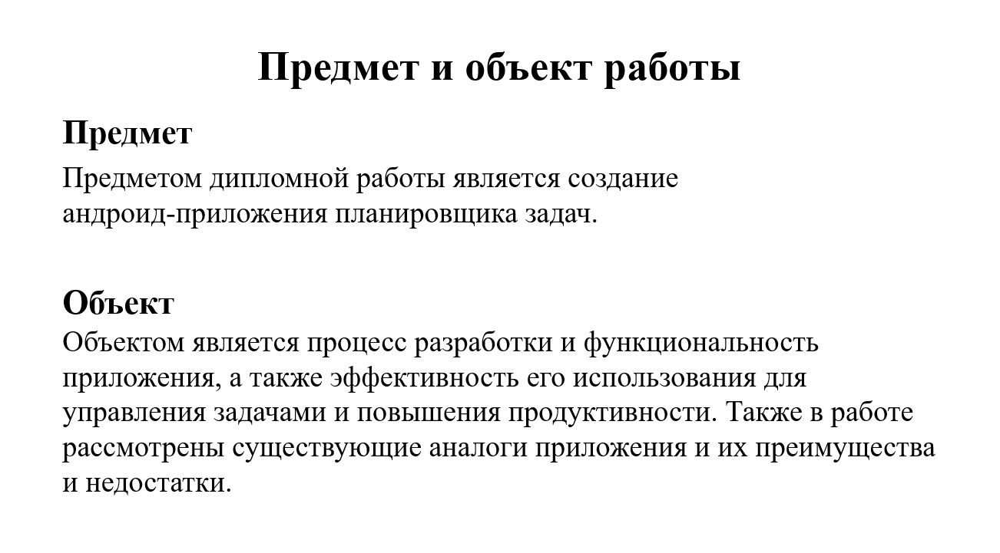 Предмет и объект работы
Предмет
Предметом дипломной работы является создание
андроид-приложения планировщика задач.
Объект
Объектом является процесс разработки и функциональность
приложения, а также эффективность его использования для
управления задачами и повышения продуктивности. Также в работе
рассмотрены существующие аналоги приложения и их преимущества
и недостатки.